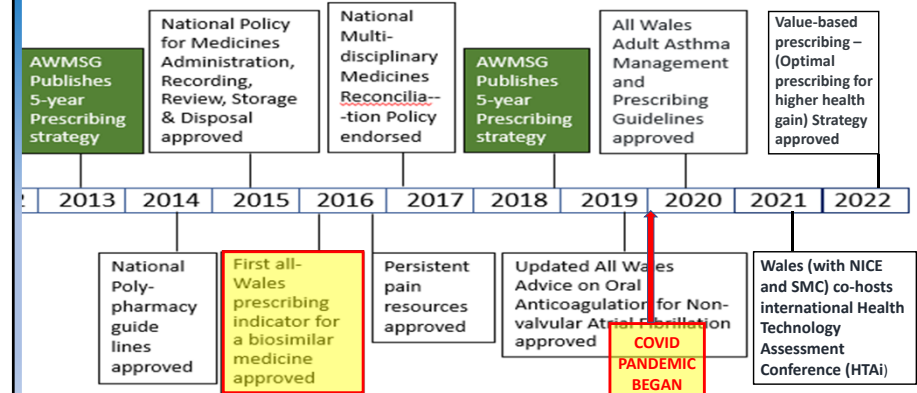 AWMSG
Publishes
5-year
Prescribing
strategy
National Policy
for Medicines
Administration,
Recording,
Review, Storage
& Disposal
approved
National
Multi-
disciplinary
Medicines
Reconcilia--
-tion Policy
endorsed
AWMSG
Publishes
5-year
Prescribing
strategy
All Wales
Adult Asthma
Management
and
Prescribing
Guidelines
approved
Value-based
prescribing –
(Optimal
prescribing for
higher health
gain) Strategy
approved
2013 2014 2015 2016 2017 2018 2019 2020 2021 2022
National
Poly-
pharmacy
guide
lines
approved
First all-
Wales
prescribing
indicator for
a biosimilar
medicine
approved
Persistent
pain
resources
approved
Updated All Wales
Advice on Oral
Anticoagulation for Non-
valvular Atrial Fibrillation
approved
COVID
PANDEMIC
BEGAN
Wales (with NICE
and SMC) co-hosts
international Health
Technology
Assessment
Conference (HTAi)